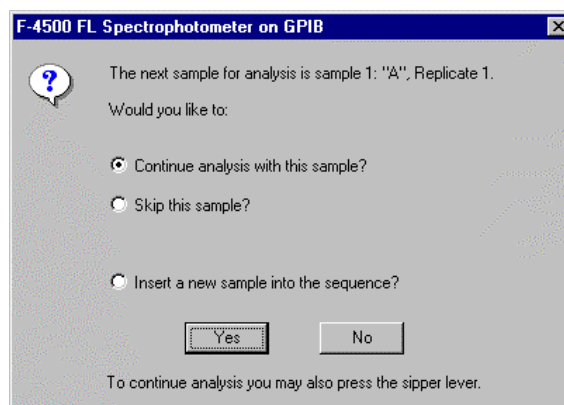 F-4500 FL Spectrophotometer on GPIB
The next sample for analysis is sample 1: "A", Replicate 1.
Would you like to:
Continue analysis with this sample?
Skip this sample?
Insert a new sample into the sequence?
Yes No
To continue analysis you may also press the sipper lever.